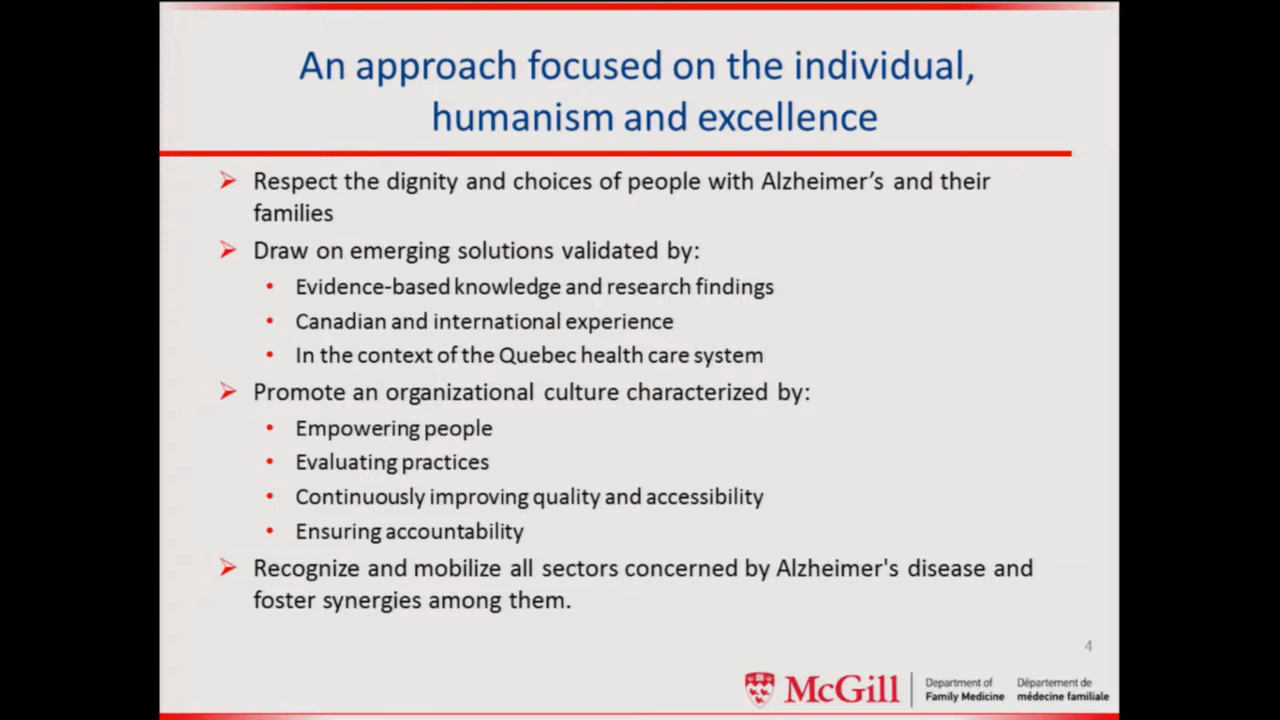 An approach focused on the individual,
humanism and excellence
Respect the dignity and choices of people with Alzheimer’s and their
families
Draw on emerging solutions validated by:
Evidence-based knowledge and research findings
Canadian and international experience
In the context of the Quebec health care system
Promote an organizational culture characterized by:
Empowering people
Evaluating practices
Continuously improving quality and accessibility
Ensuring accountability
Recognize and mobilize all sectors concerned by Alzheimer's disease and
foster synergies among them.
4
McGill
Department of
Family Medicine
Département de
médecine familiale